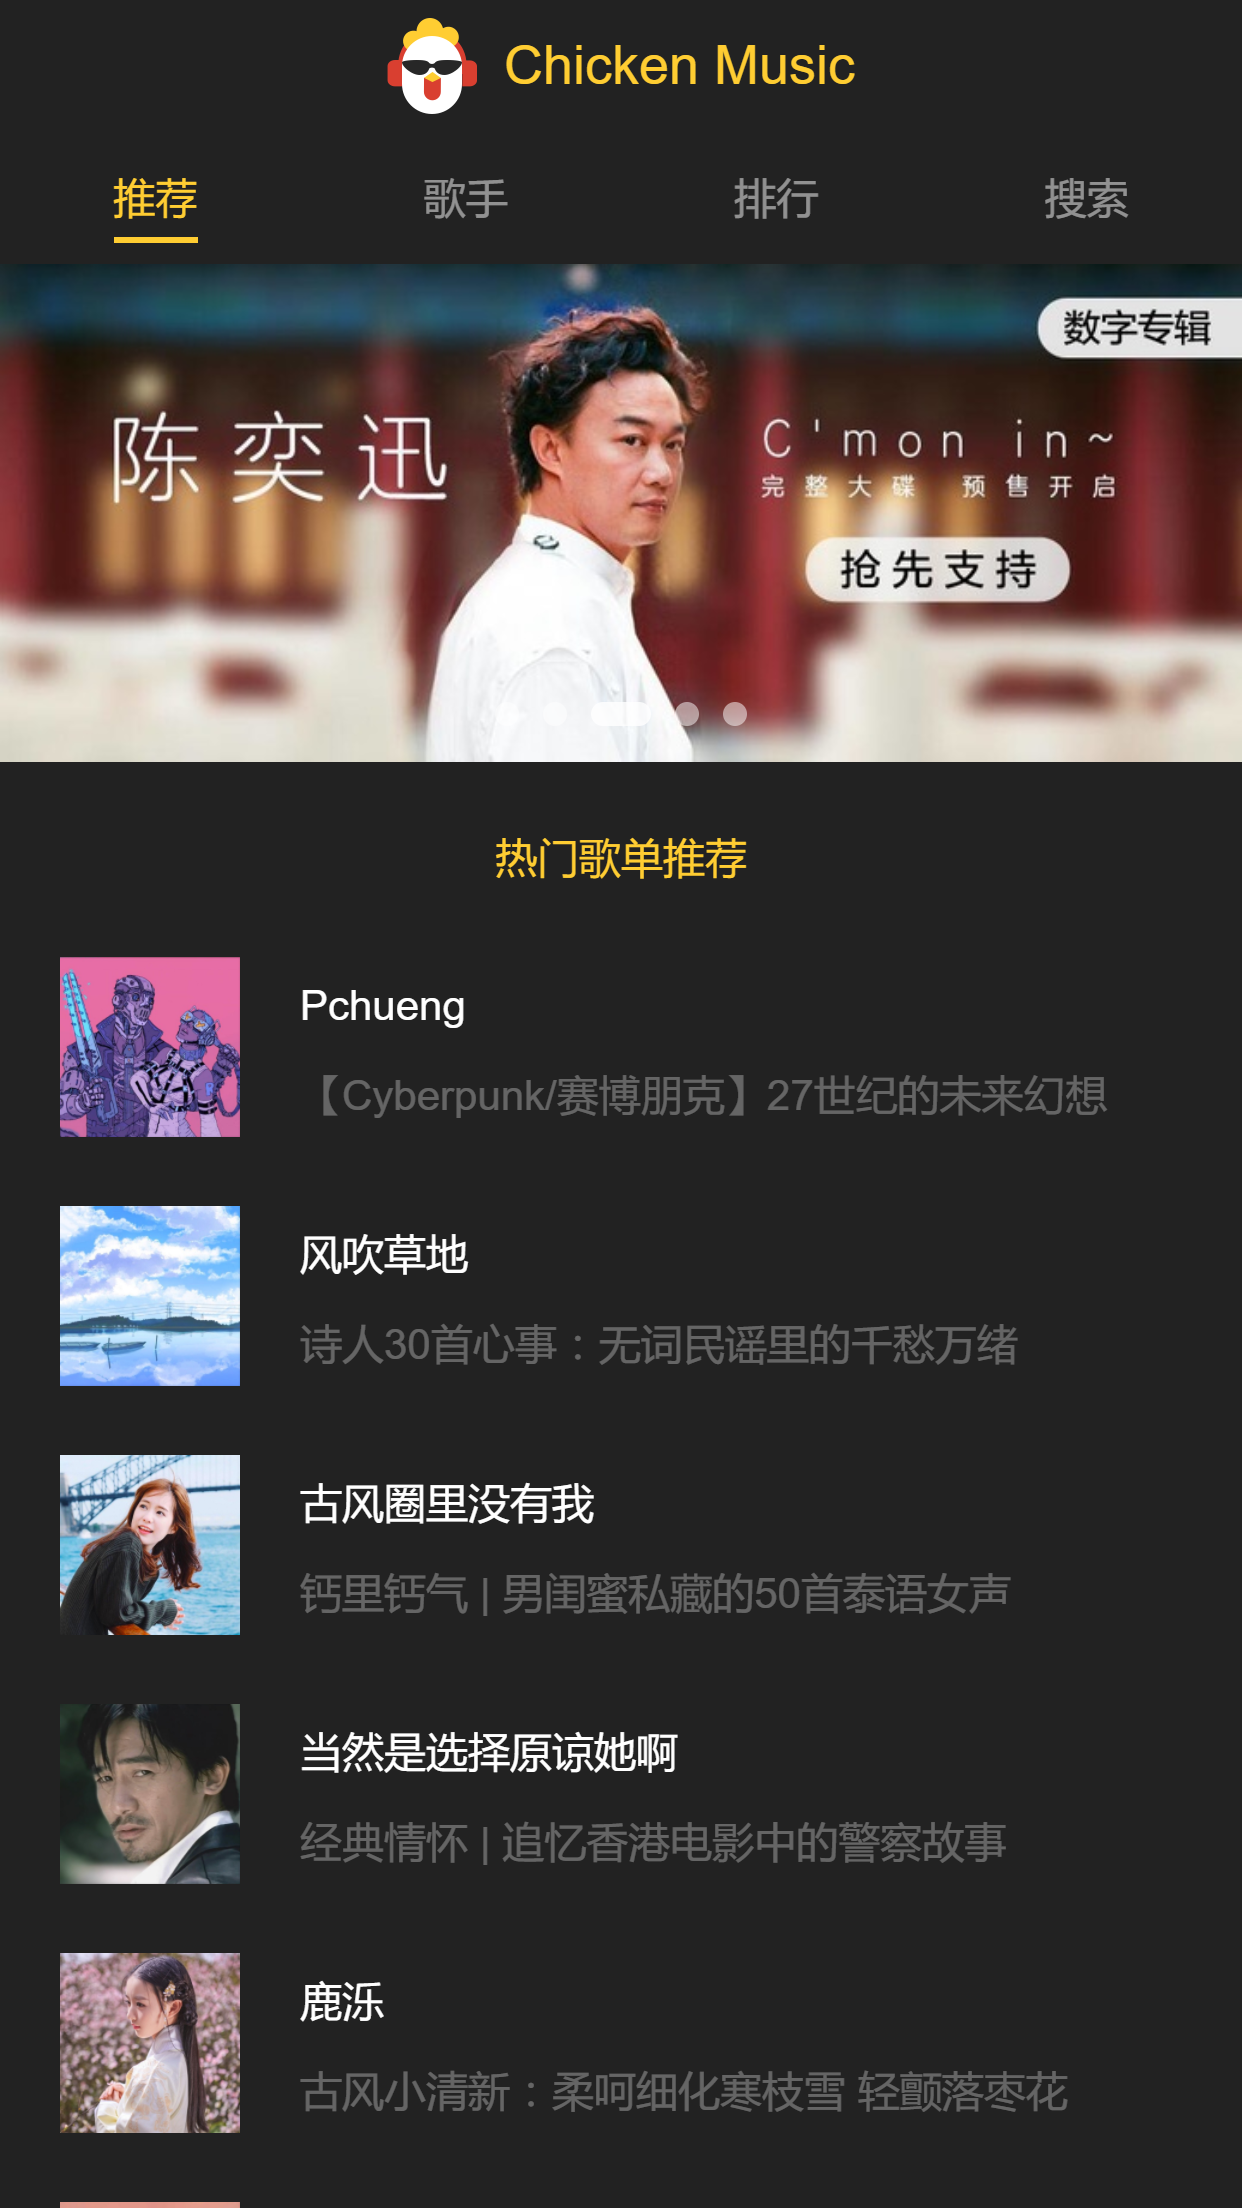 Chicken Music
推荐
歌手
排行
搜索
数字专辑
陈奕迅
C'mon in~
完整大碟 预售开启
抢先支持
热门歌单推荐
Pchueng
【Cyberpunk/赛博朋克】27世纪的未来幻想
风吹草地
诗人30首心事：无词民谣里的千愁万绪
古风圈里没有我
钙里钙气 | 男闺蜜私藏的50首泰语女声
当然是选择原谅她啊
经典情怀 | 追忆香港电影中的警察故事
鹿泺
古风小清新：柔呵细化寒枝雪 轻颤落枣花